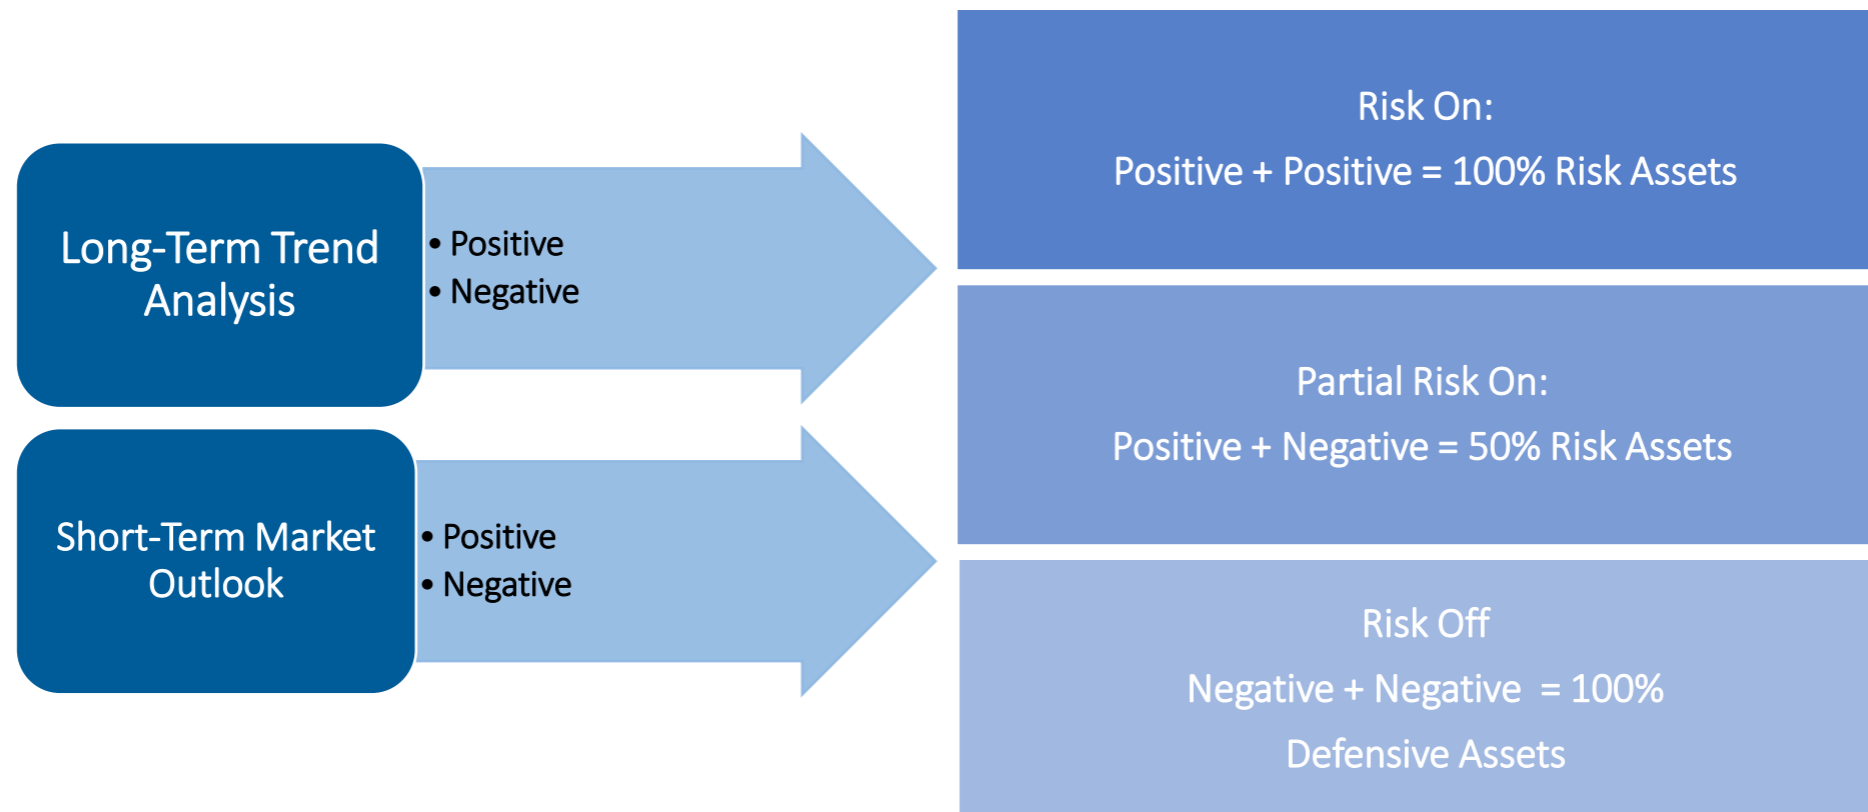 Long-Term Trend
Analysis
• Positive
• Negative
Short-Term Market
Outlook
• Positive
• Negative
Risk On:
Positive + Positive = 100% Risk Assets
Partial Risk On:
Positive + Negative = 50% Risk Assets
Risk Off
Negative + Negative  = 100%
Defensive Assets